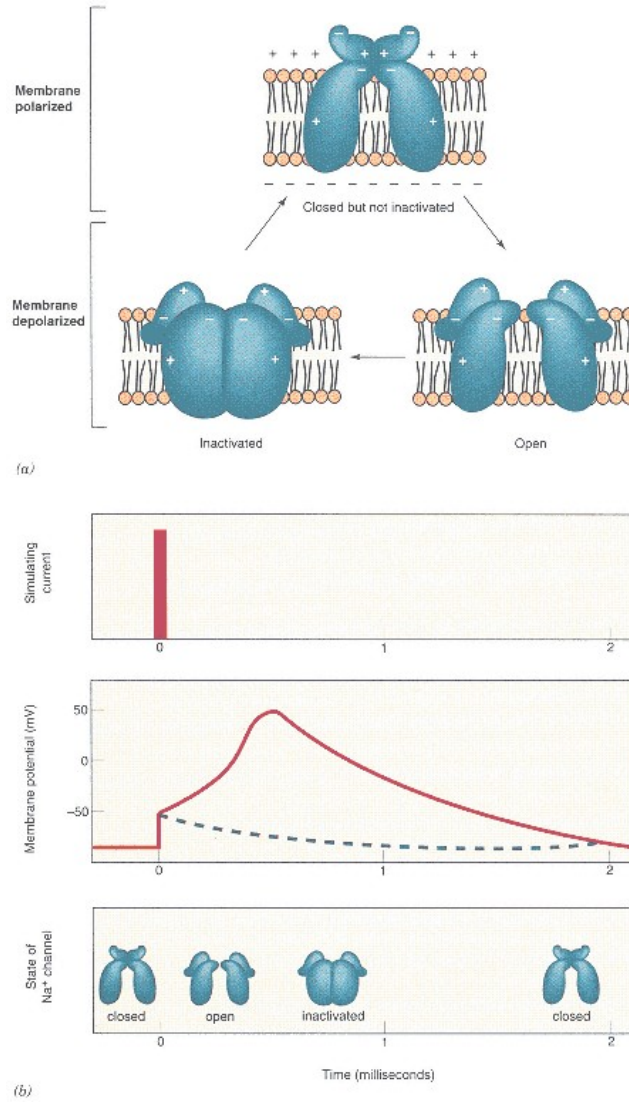 Membrane
polarized
+ + + + + +
– – – – – – – – – –
Closed but not inactivated
Membrane
depolarized
Inactivated
Open
(a)
Simulating
current
0
1
2
Membrane potential (mV)
50
0
−50
0
1
2
State of
Na+ channel
closed
open
inactivated
closed
0
1
2
Time (milliseconds)
(b)